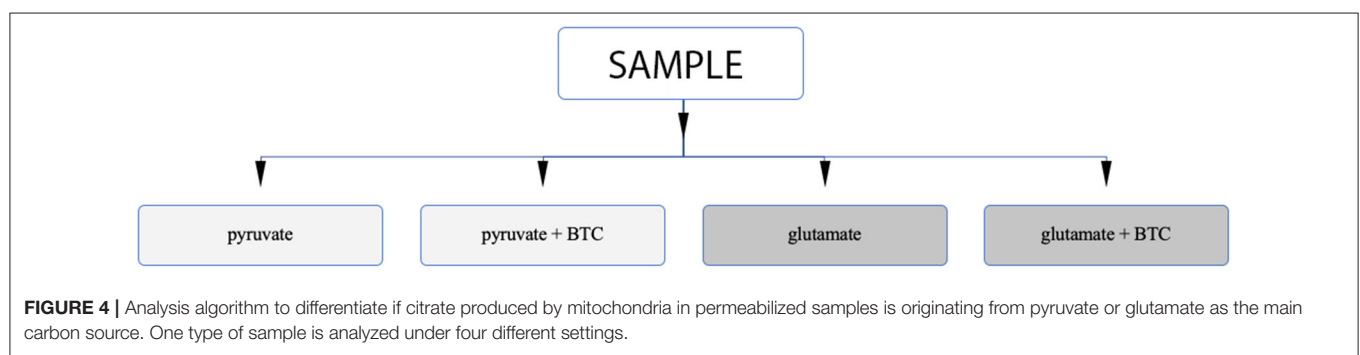 SAMPLE
pyruvate
pyruvate + BTC
glutamate
glutamate + BTC
FIGURE 4 | Analysis algorithm to differentiate if citrate produced by mitochondria in permeabilized samples is originating from pyruvate or glutamate as the main
carbon source. One type of sample is analyzed under four different settings.